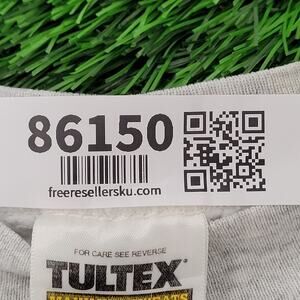 86150
freeresellersku.com
FOR CARE SEE REVERSE
TULTEX